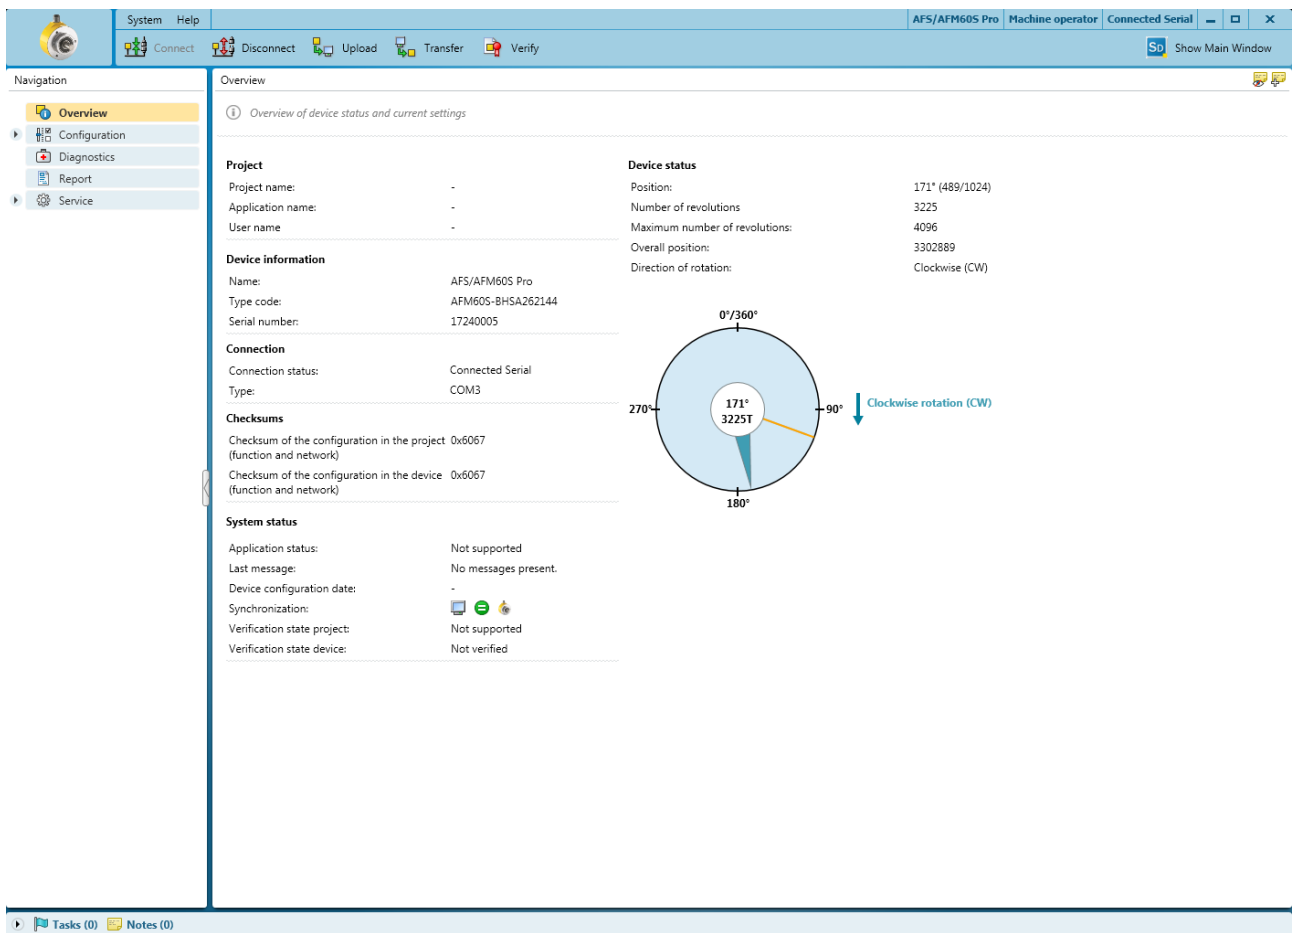 System Help
AFS/AFM60S Pro Machine operator Connected Serial
Connect Disconnect Upload Transfer Verify
SD Show Main Window
Navigation
Overview
Configuration
Diagnostics
Report
Service
Overview
Overview of device status and current settings
Project
Project name: -
Application name: -
User name -
Device information
Name: AFS/AFM60S Pro
Type code: AFM60S-BHSA262144
Serial number: 17240005
Connection
Connection status: Connected Serial
Type: COM3
Checksums
Checksum of the configuration in the project 0x6067
(function and network)
Checksum of the configuration in the device 0x6067
(function and network)
System status
Application status: Not supported
Last message: No messages present.
Device configuration date: -
Synchronization:
Verification state project: Not supported
Verification state device: Not verified
Device status
Position: 171° (489/1024)
Number of revolutions 3225
Maximum number of revolutions: 4096
Overall position: 3302889
Direction of rotation: Clockwise (CW)
0°/360°
270°
171°
3225T
90°
Clockwise rotation (CW)
180°
Tasks (0) Notes (0)